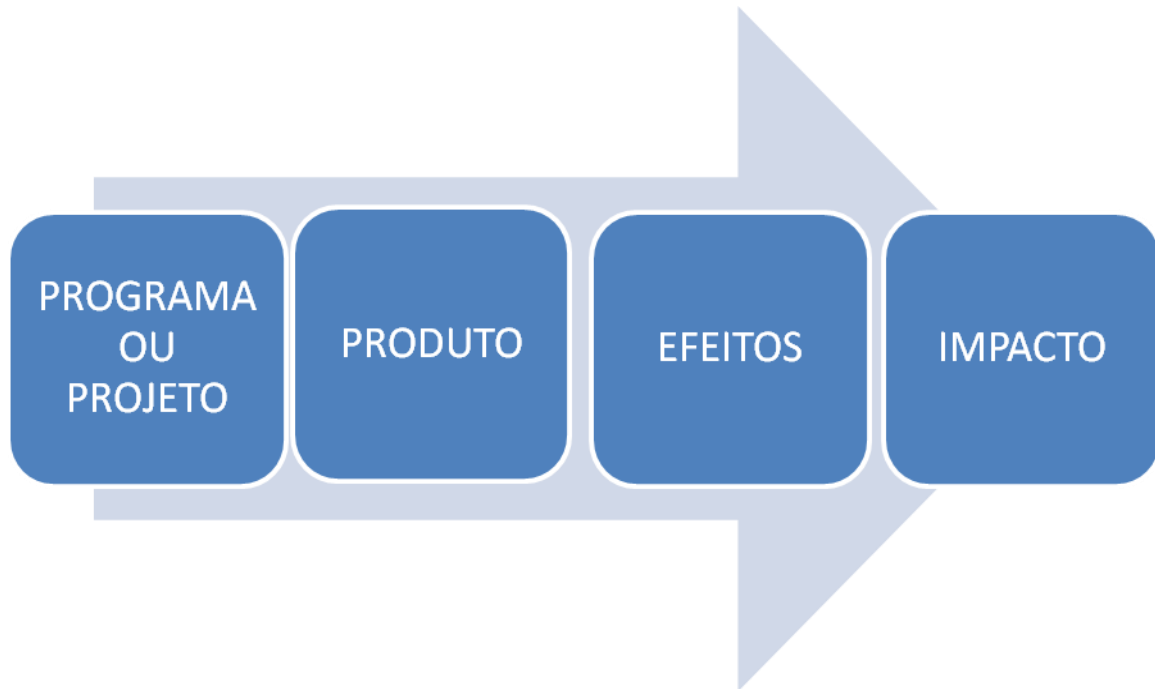 PROGRAMA
OU
PROJETO
PRODUTO
EFEITOS
IMPACTO